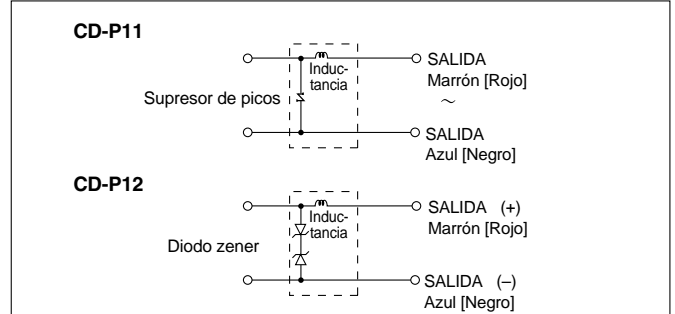 CD-P11
SALIDA
Induc-
tancia
Marrón [Rojo]
Supresor de picos
~
SALIDA
Azul [Negro]
CD-P12
SALIDA (+)
Induc-
tancia
Marrón [Rojo]
Diodo zener
SALIDA (–)
Azul [Negro]